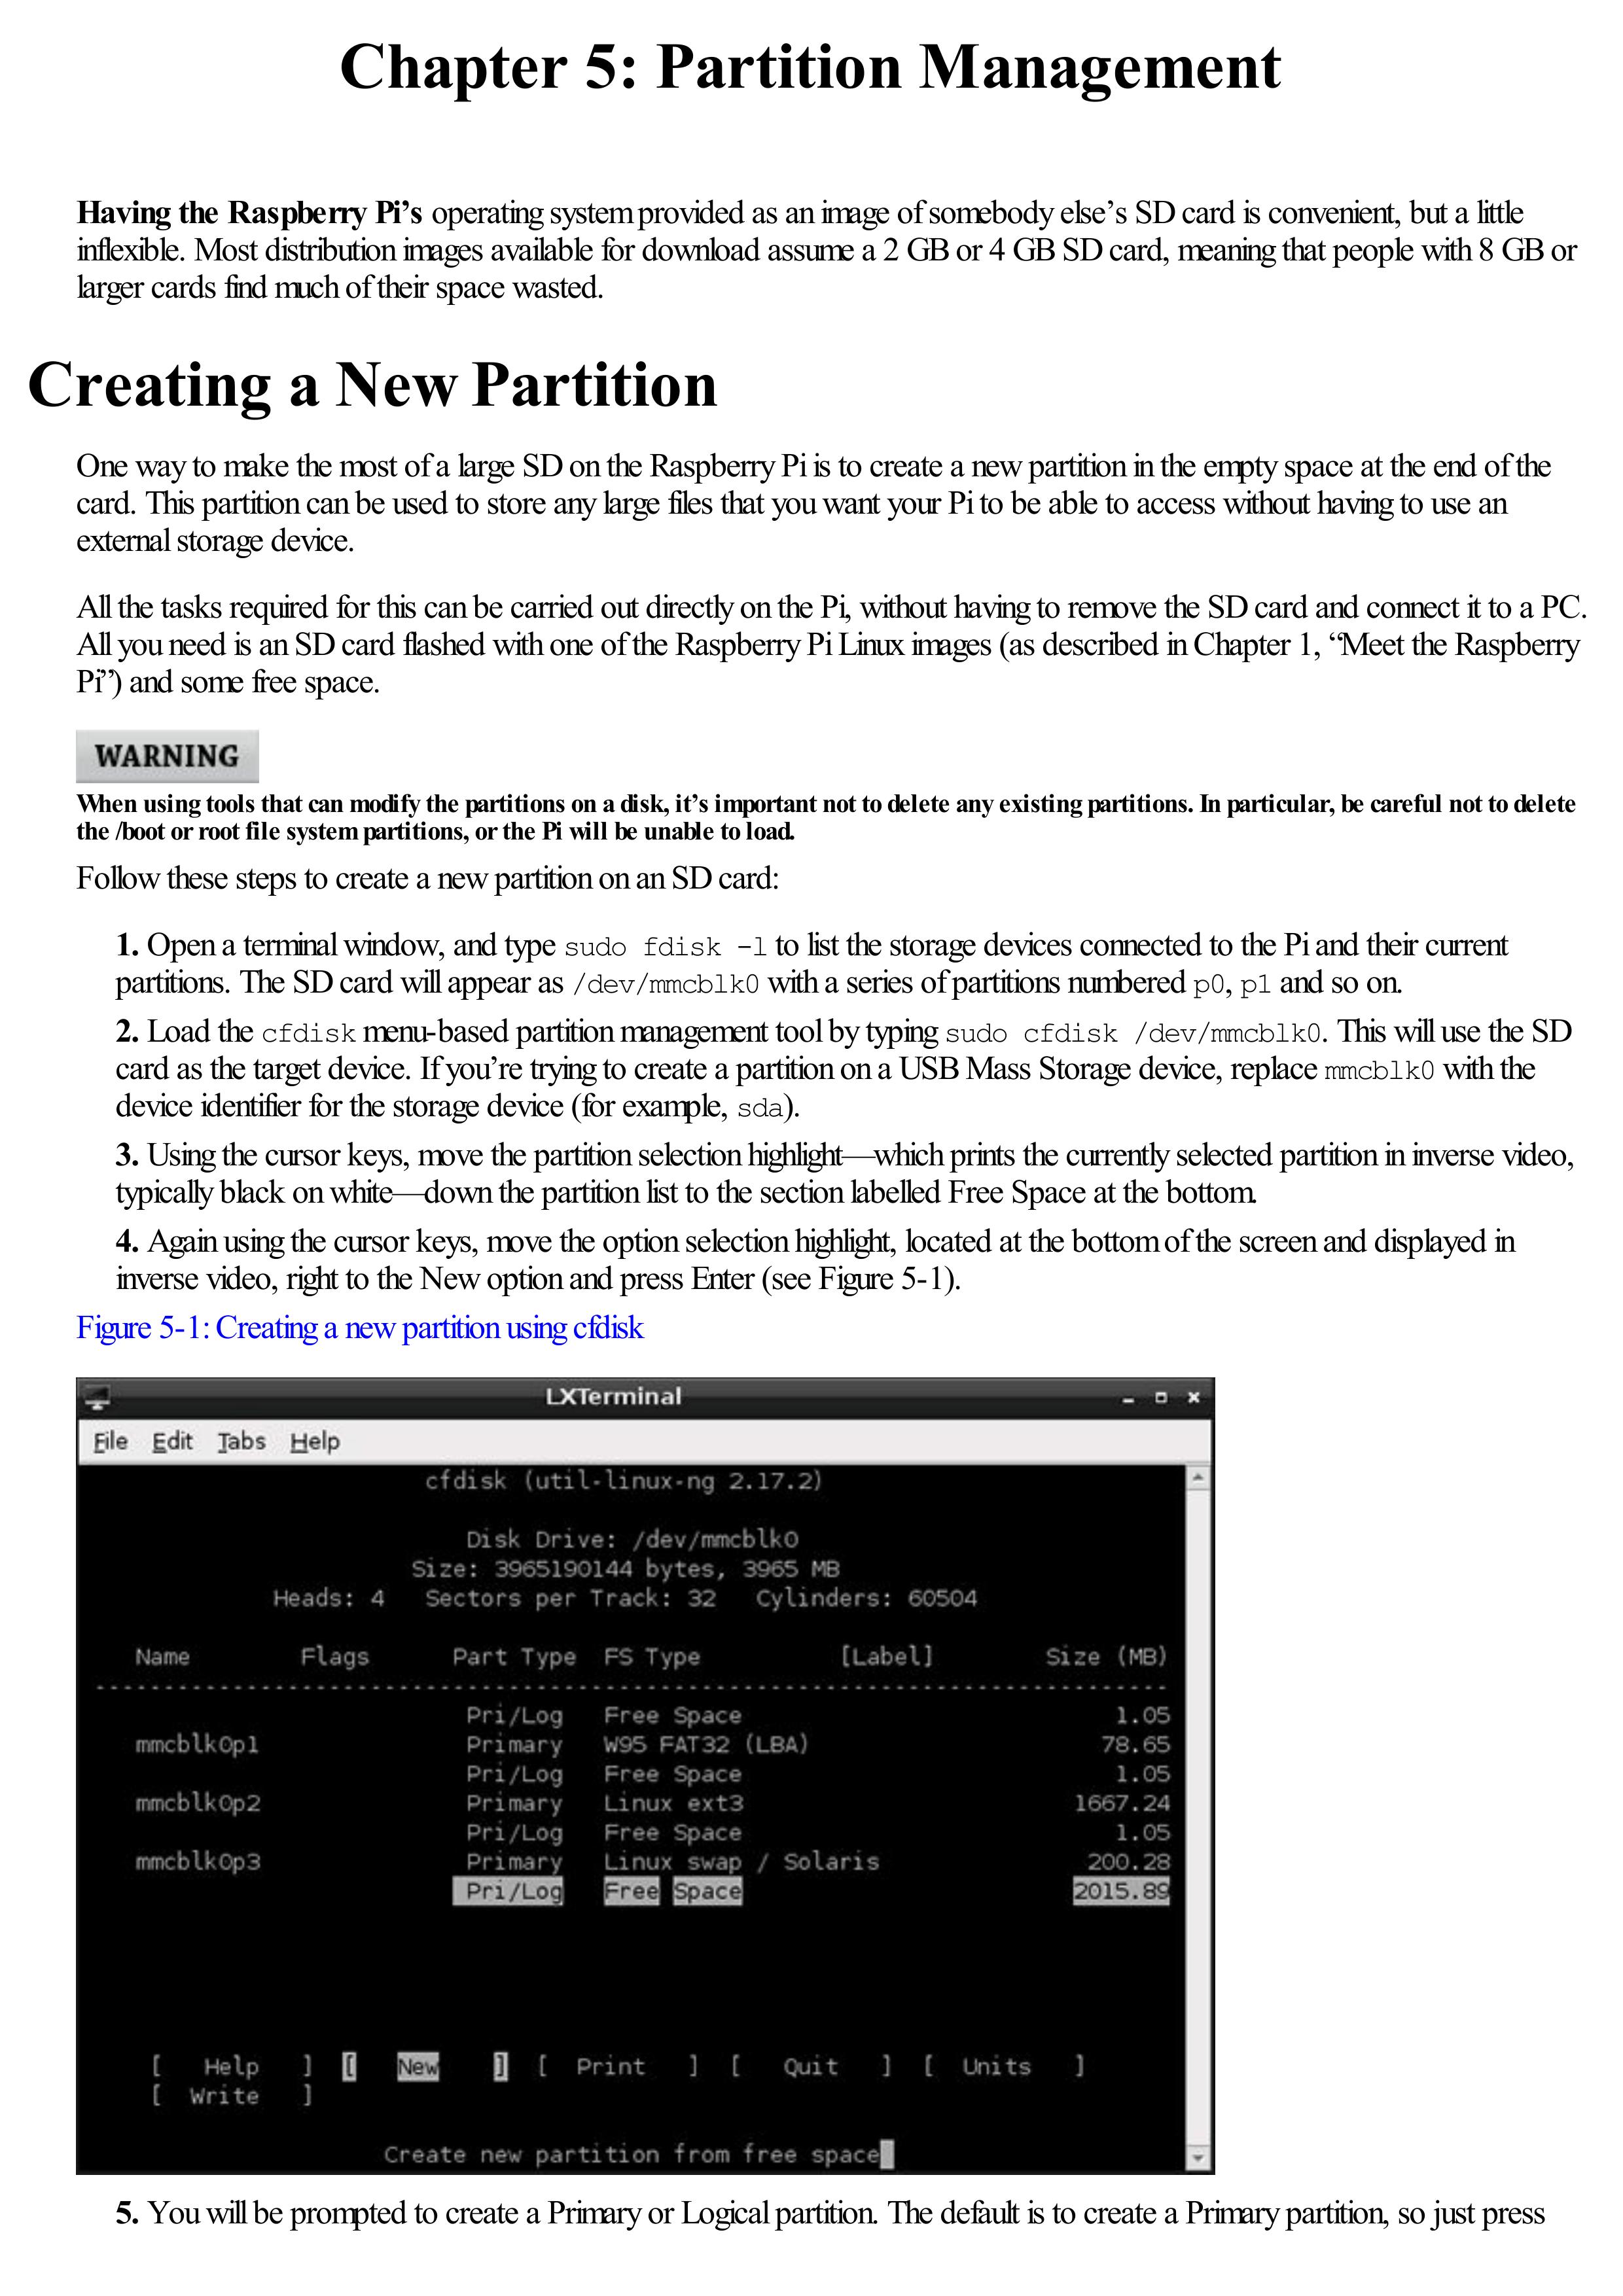 Chapter 5: Partition Management
Having the Raspberry Pi’s operating system provided as an image of somebody else’s SD card is convenient, but a little
inflexible. Most distribution images available for download assume a 2 GB or 4 GB SD card, meaning that people with 8 GB or
larger cards find much of their space wasted.
Creating a New Partition
One way to make the most of a large SD on the Raspberry Pi is to create a new partition in the empty space at the end of the
card. This partition can be used to store any large files that you want your Pi to be able to access without having to use an
external storage device.
All the tasks required for this can be carried out directly on the Pi, without having to remove the SD card and connect it to a PC.
All you need is an SD card flashed with one of the Raspberry Pi Linux images (as described in Chapter 1, “Meet the Raspberry
Pi”) and some free space.
WARNING
When using tools that can modify the partitions on a disk, it’s important not to delete any existing partitions. In particular, be careful not to delete
the /boot or root file system partitions, or the Pi will be unable to load.
Follow these steps to create a new partition on an SD card:
1. Open a terminal window, and type sudo fdisk -l to list the storage devices connected to the Pi and their current
partitions. The SD card will appear as /dev/mmcblk0 with a series of partitions numbered p0, p1 and so on.
2. Load the cfdisk menu-based partition management tool by typing sudo cfdisk /dev/mmcblk0. This will use the SD
card as the target device. If you’re trying to create a partition on a USB Mass Storage device, replace mmcblk0 with the
device identifier for the storage device (for example, sda).
3. Using the cursor keys, move the partition selection highlight—which prints the currently selected partition in inverse video,
typically black on white—down the partition list to the section labelled Free Space at the bottom.
4. Again using the cursor keys, move the option selection highlight, located at the bottom of the screen and displayed in
inverse video, right to the New option and press Enter (see Figure 5-1).
Figure 5-1: Creating a new partition using cfdisk
LXTerminal
File Edit Tabs Help
cfdisk (util-linux-ng 2.17.2)
Disk Drive: /dev/mmcblk0
Size: 3965190144 bytes, 3965 MB
Heads: 4 Sectors per Track: 32 Cylinders: 60504
Name Flags Part Type FS Type [Label] Size (MB)
Pri/Log Free Space 1.05
mmcblk0p1 Primary W95 FAT32 (LBA) 78.65
Pri/Log Free Space 1.05
mmcblk0p2 Primary Linux ext3 1667.24
Pri/Log Free Space 1.05
mmcblk0p3 Primary Linux swap / Solaris 200.28
Pri/Log Free Space 2015.89
[ Help ] [ New ] [ Print ] [ Quit ] [ Units ]
[ Write ]
Create new partition from free space
5. You will be prompted to create a Primary or Logical partition. The default is to create a Primary partition, so just press